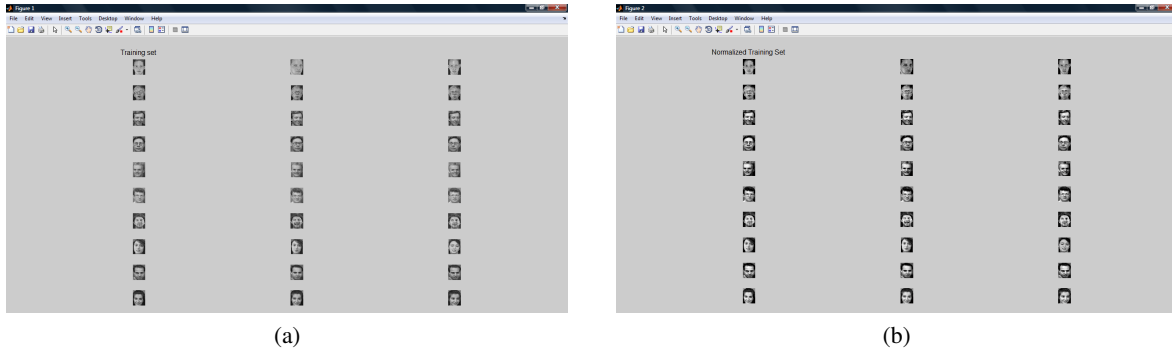 Figure 1
File Edit View Insert Tools Desktop Window Help
Training set
(a)
Figure 2
File Edit View Insert Tools Desktop Window Help
Normalized Training Set
(b)